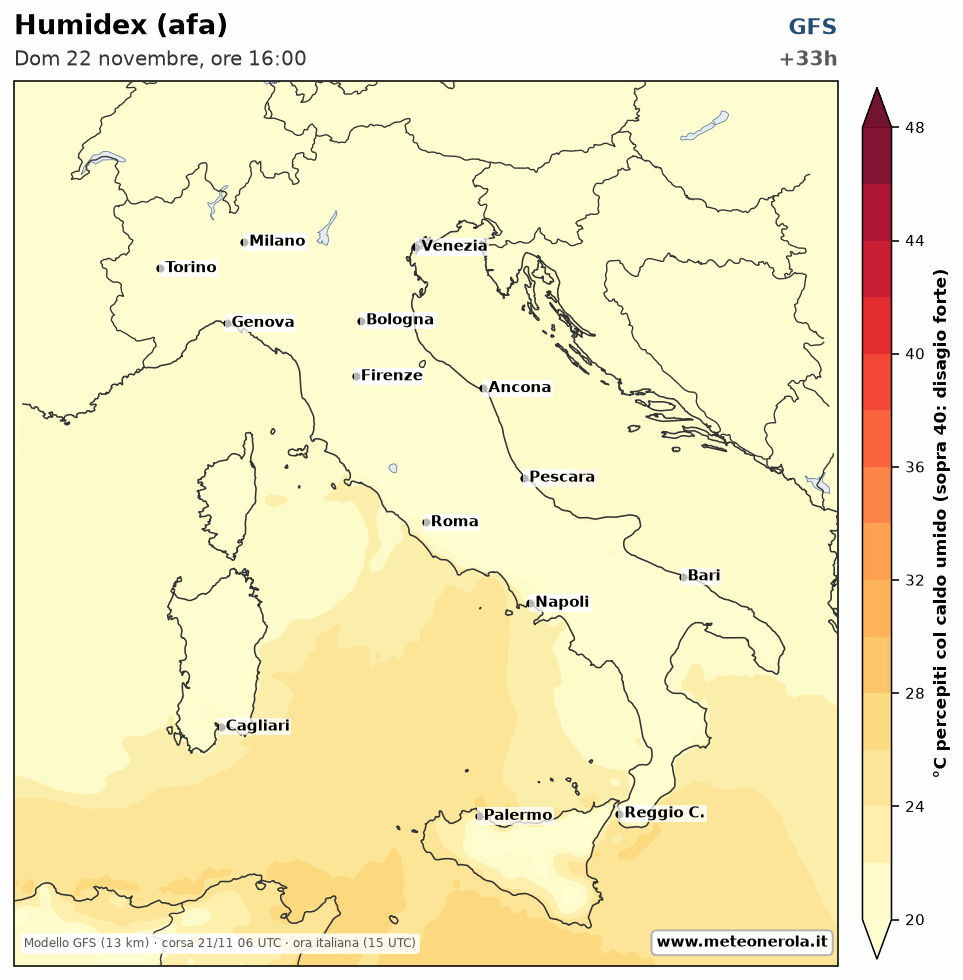 Humidex (afa)
GFS
Dom 22 novembre, ore 16:00
+33h
Milano
Venezia
Torino
Genova
Bologna
Firenze
Ancona
Pescara
Roma
Bari
Napoli
Cagliari
Palermo
Reggio C.
48
44
40
36
32
28
24
20
°C percepiti col caldo umido (sopra 40: disagio forte)
Modello GFS (13 km) · corsa 21/11 06 UTC · ora italiana (15 UTC)
www.meteonerola.it